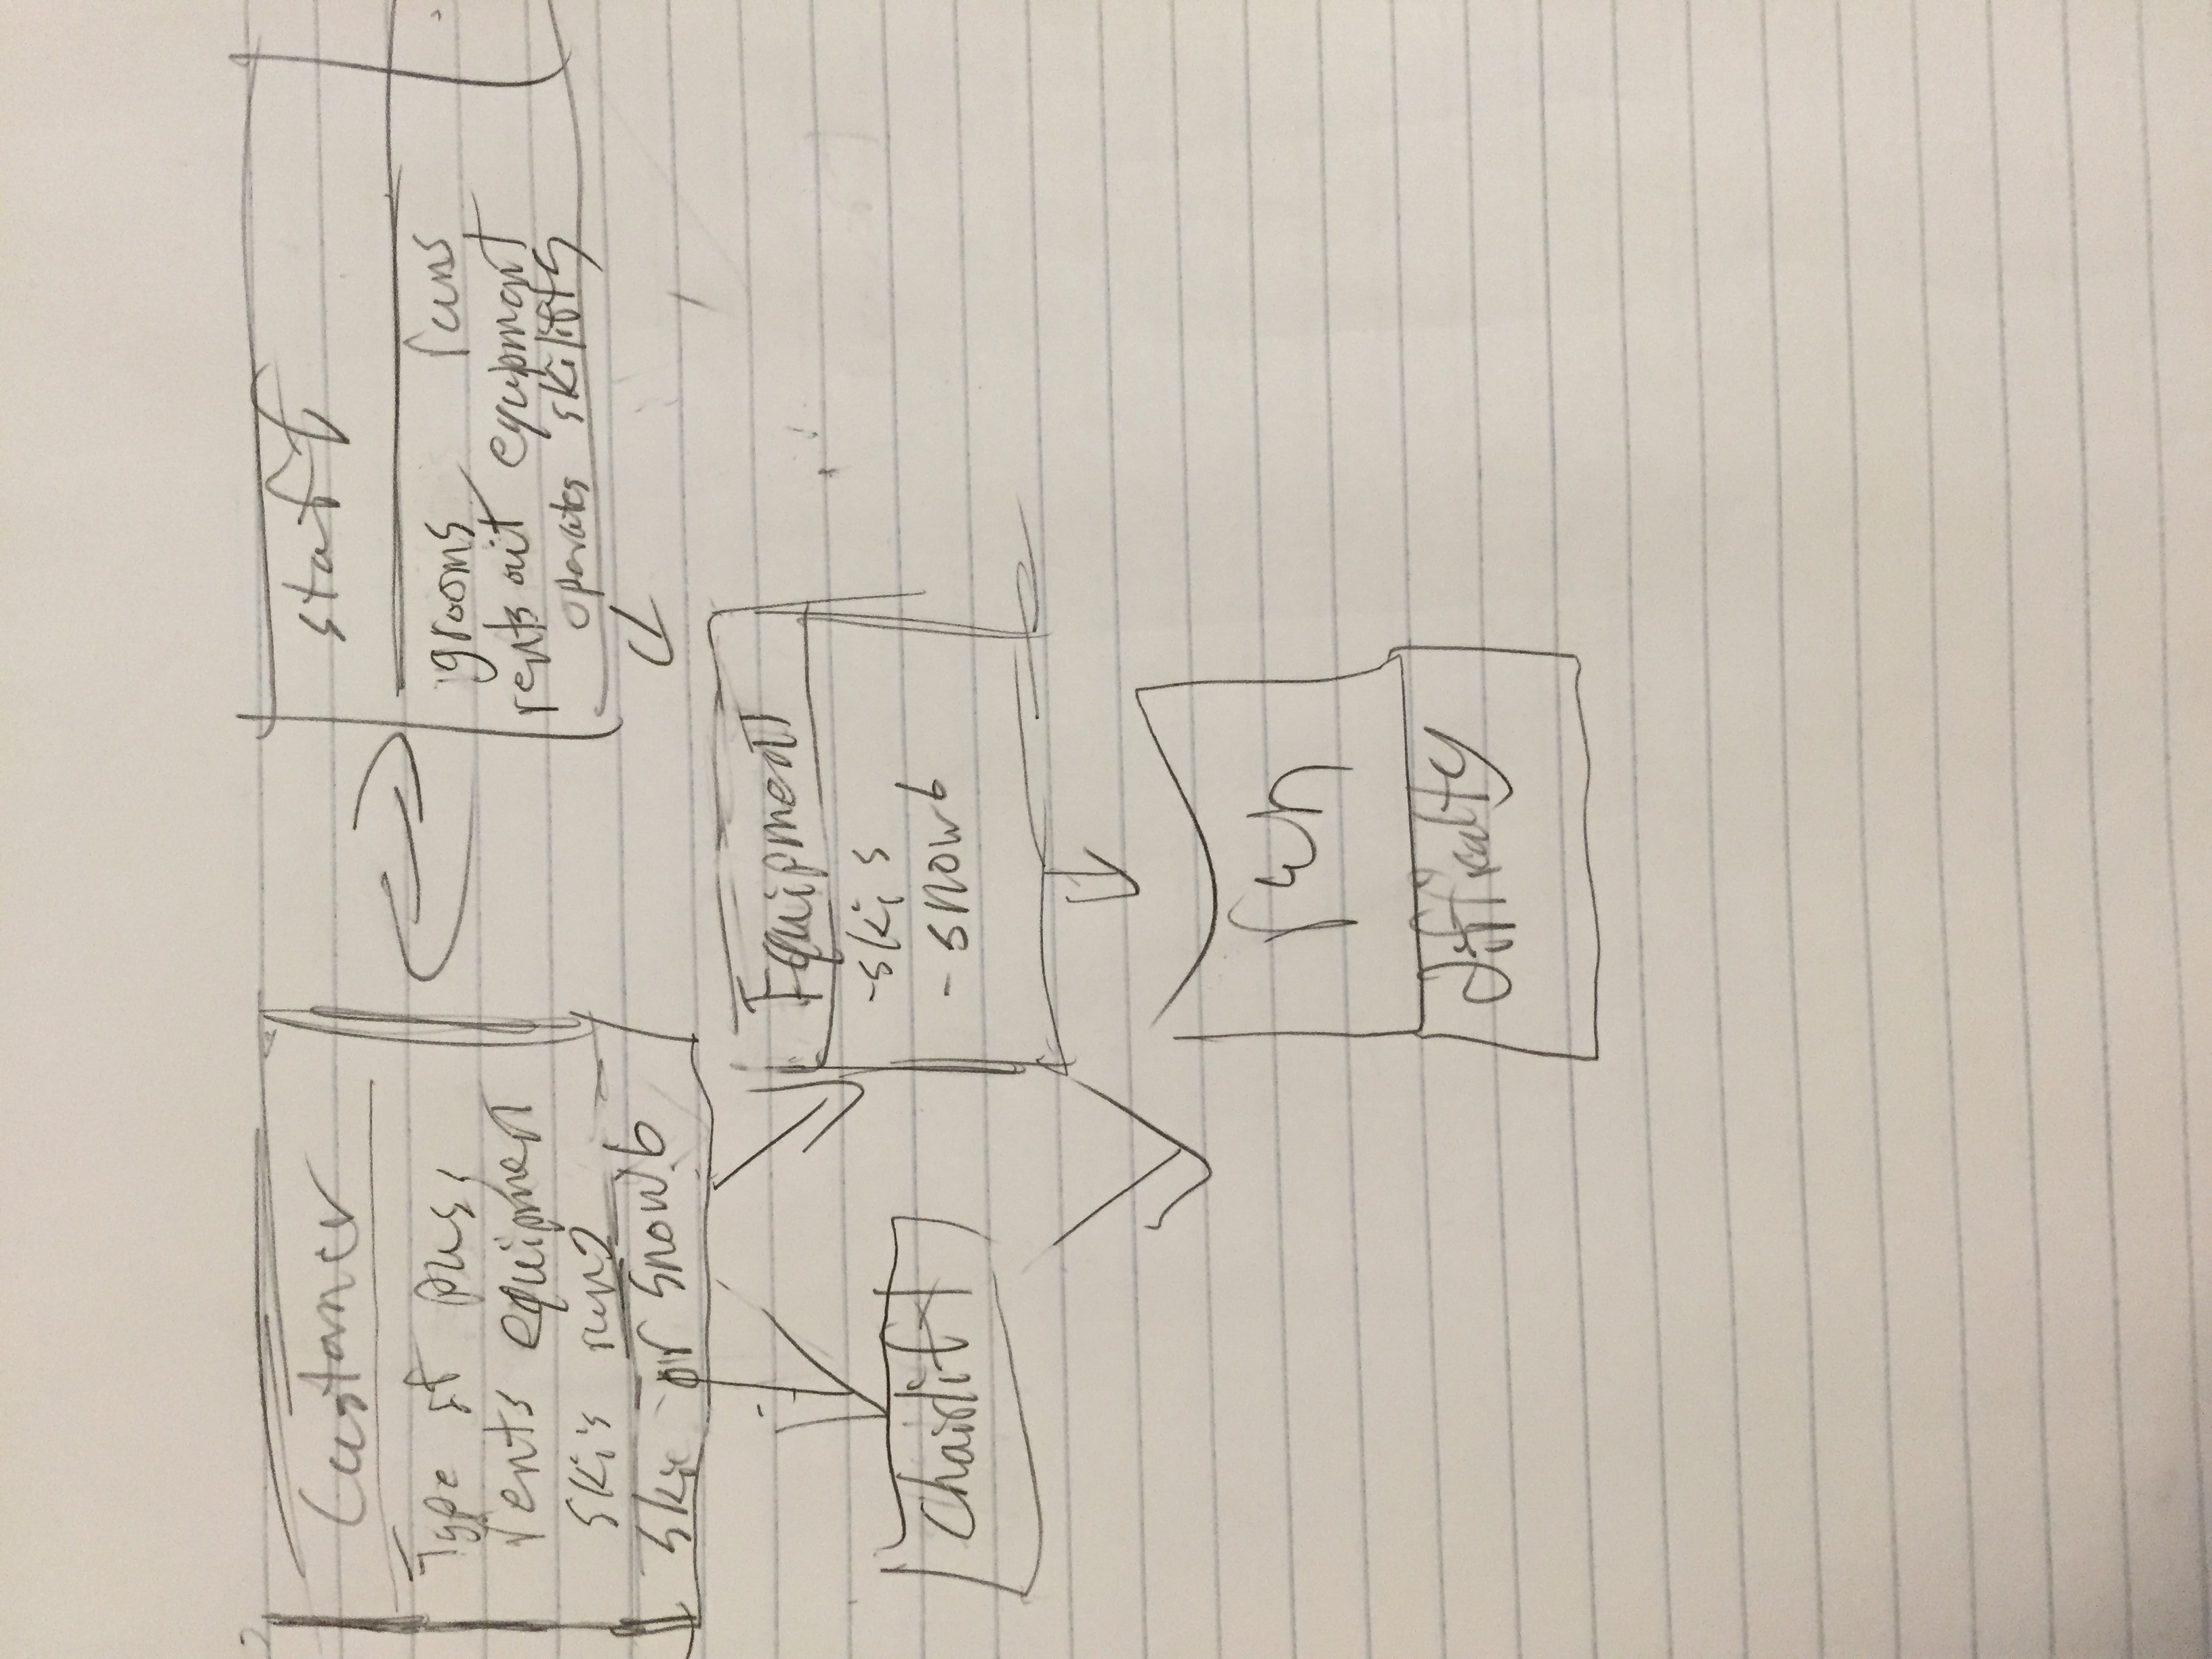 Customer
Type of pass
rents equipment
skis runs
ski or snowb
staff
grooms runs
rents out equipment
operates skilifts
Equipment
-skis
-snowb
chairlift
run
difficulty